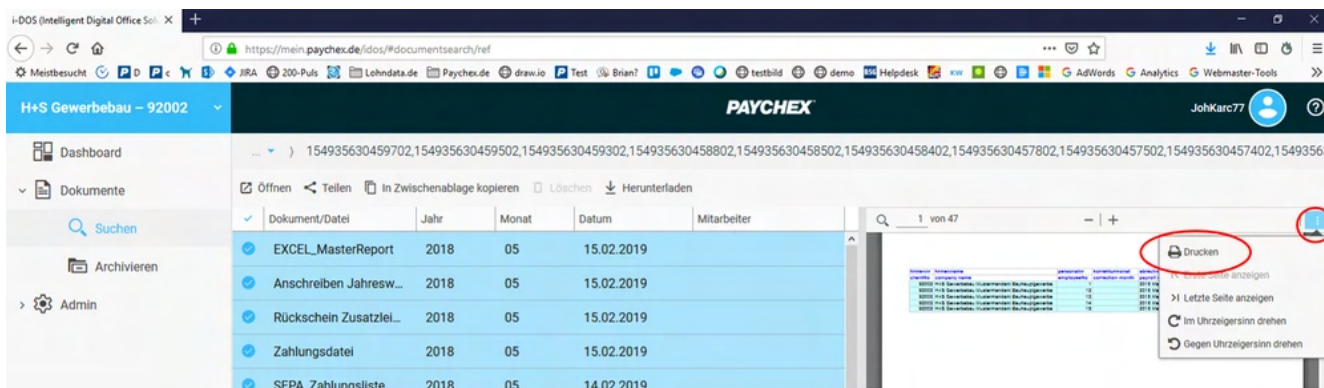 i-DOS (Intelligent Digital Office Sol
https://mein.paychex.de/idos/#documentsearch/ref
Meistbesucht D c JIRA 200-Puls Lohndata.de Paychex.de draw.io Test Brian? testbild demo Helpdesk KW AdWords Analytics Webmaster-Tools
H+S Gewerbebau – 92002 PAYCHEX JohKarc77
Dashboard
... 154935630459702,154935630459502,154935630459302,154935630458802,154935630458502,154935630458402,154935630457802,154935630457502,154935630457402,1549356
Dokumente
Öffnen Teilen In Zwischenablage kopieren Löschen Herunterladen
Suchen
Archivieren
Admin
Dokument/Datei Jahr Monat Datum Mitarbeiter
EXCEL_MasterReport 2018 05 15.02.2019
Anschreiben Jahresw... 2018 05 15.02.2019
Rückschein Zusatzlei... 2018 05 15.02.2019
Zahlungsdatei 2018 05 15.02.2019
SEPA_Zahlungsliste 2018 05 14.02.2019
1 von 47
Drucken
Erste Seite anzeigen
Letzte Seite anzeigen
Im Uhrzeigersinn drehen
Gegen Uhrzeigersinn drehen